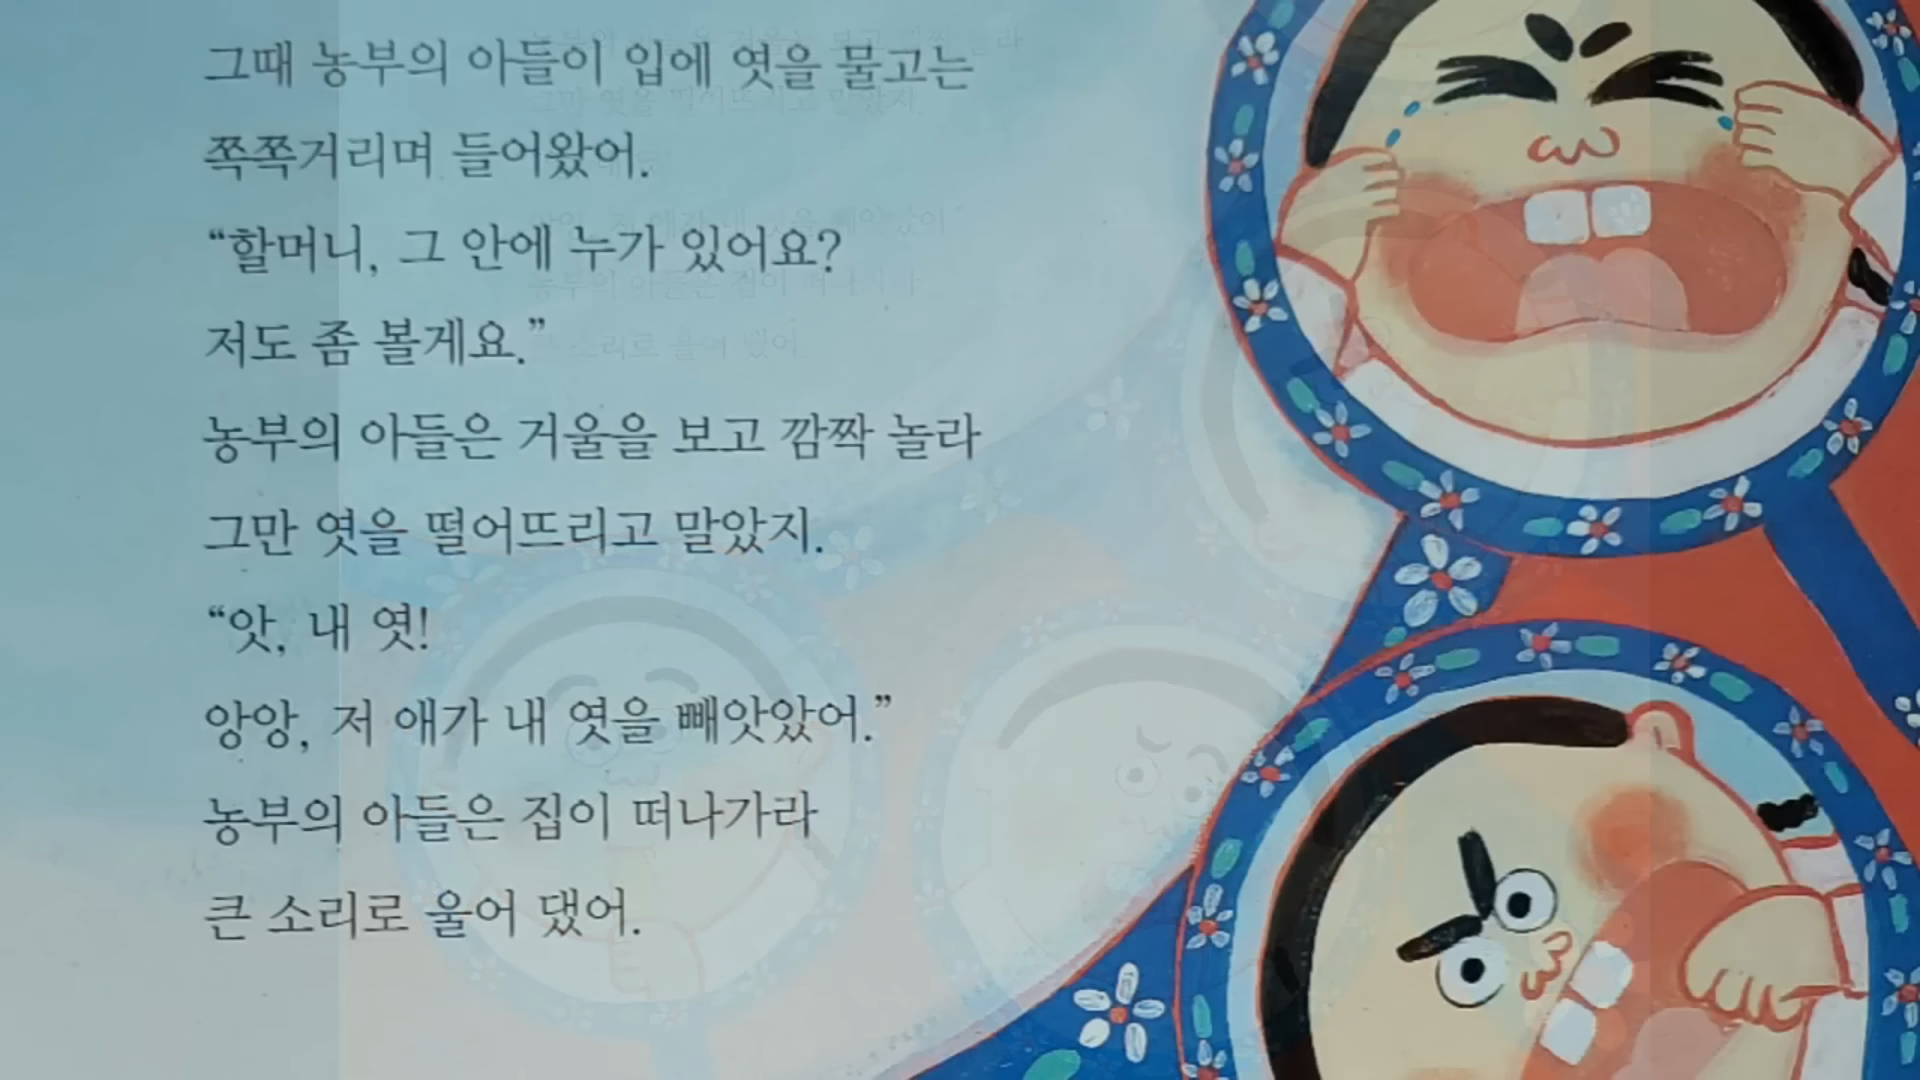 그때 농부의 아들이 입에 엿을 물고는
쪽쪽거리며 들어왔어.
“할머니, 그 안에 누가 있어요?
저도 좀 볼게요.”
농부의 아들은 거울을 보고 깜짝 놀라
그만 엿을 떨어뜨리고 말았지.
“앗, 내 엿!
앙앙, 저 애가 내 엿을 빼앗았어.”
농부의 아들은 집이 떠나가라
큰 소리로 울어 댔어.